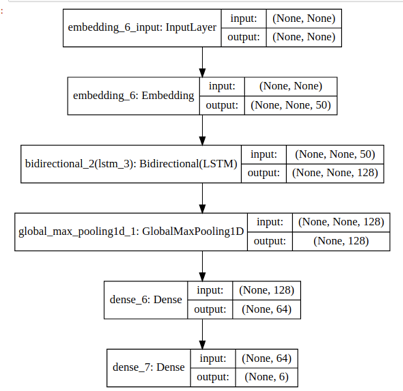 :
embedding_6_input: InputLayer
input: (None, None)
output: (None, None)
embedding_6: Embedding
input: (None, None)
output: (None, None, 50)
bidirectional_2(lstm_3): Bidirectional(LSTM)
input: (None, None, 50)
output: (None, None, 128)
global_max_pooling1d_1: GlobalMaxPooling1D
input: (None, None, 128)
output: (None, 128)
dense_6: Dense
input: (None, 128)
output: (None, 64)
dense_7: Dense
input: (None, 64)
output: (None, 6)